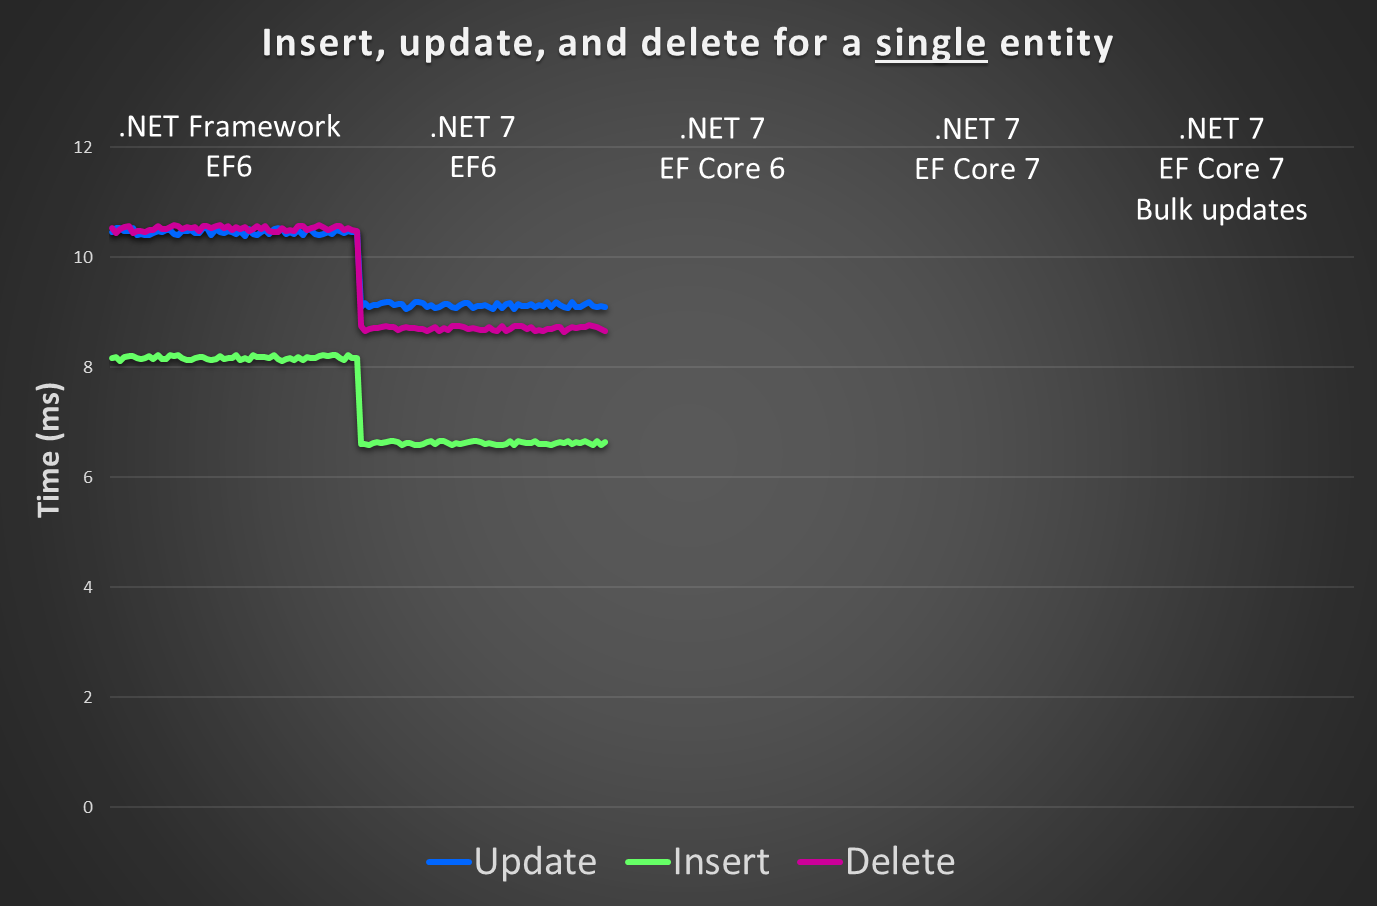 Insert, update, and delete for a single entity
.NET Framework
EF6
.NET 7
EF6
.NET 7
EF Core 6
.NET 7
EF Core 7
.NET 7
EF Core 7
Bulk updates
12
10
8
6
4
2
0
Time (ms)
Update
Insert
Delete